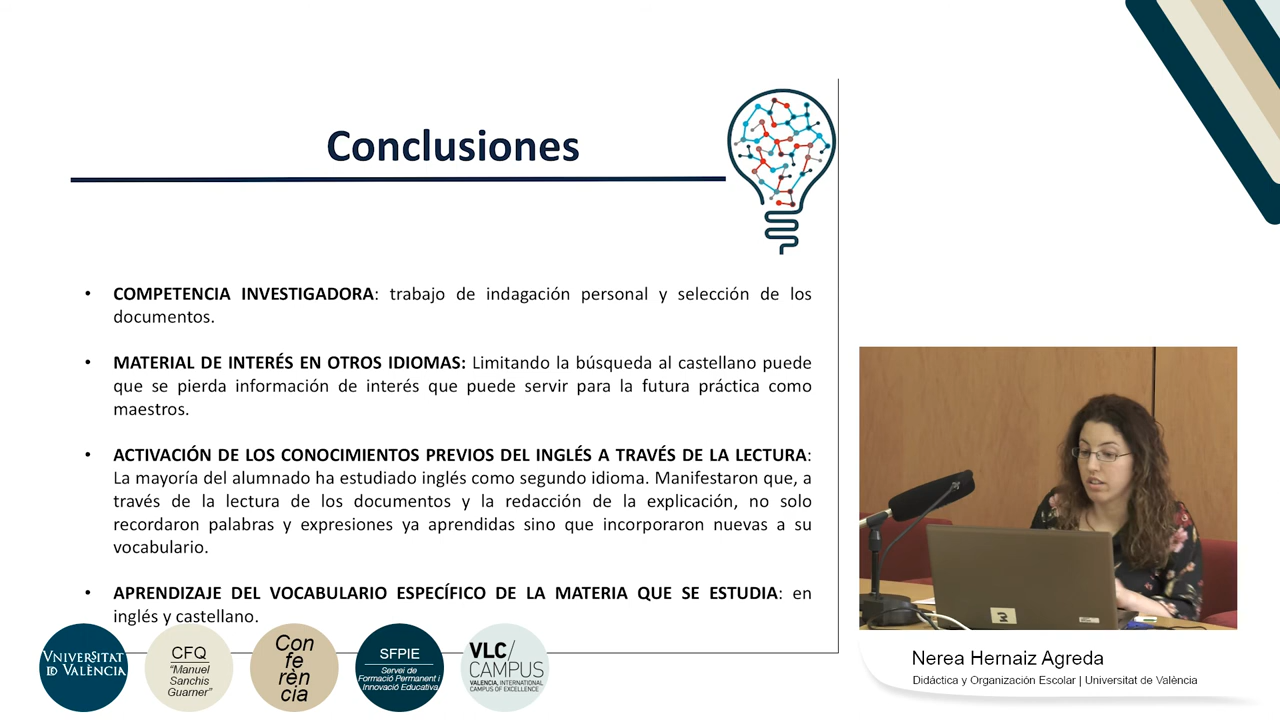 Conclusiones
• COMPETENCIA INVESTIGADORA: trabajo de indagación personal y selección de los
documentos.
• MATERIAL DE INTERÉS EN OTROS IDIOMAS: Limitando la búsqueda al castellano puede
que se pierda información de interés que puede servir para la futura práctica como
maestros.
• ACTIVACIÓN DE LOS CONOCIMIENTOS PREVIOS DEL INGLÉS A TRAVÉS DE LA LECTURA:
La mayoría del alumnado ha estudiado inglés como segundo idioma. Manifestaron que, a
través de la lectura de los documentos y la redacción de la explicación, no solo
recordaron palabras y expresiones ya aprendidas sino que incorporaron nuevas a su
vocabulario.
• APRENDIZAJE DEL VOCABULARIO ESPECÍFICO DE LA MATERIA QUE SE ESTUDIA: en
inglés y castellano.
VNIVERSITAT
ID VALÈNCIA
CFQ
"Manuel
Sanchis
Guarner"
Con
fe
rèn
cia
SFPIE
Servei de
Formació Permanent i
Innovació Educativa
VLC/
CAMPUS
VALENCIA, INTERNATIONAL
CAMPUS OF EXCELLENCE
Nerea Hernaiz Agreda
Didáctica y Organización Escolar | Universitat de València